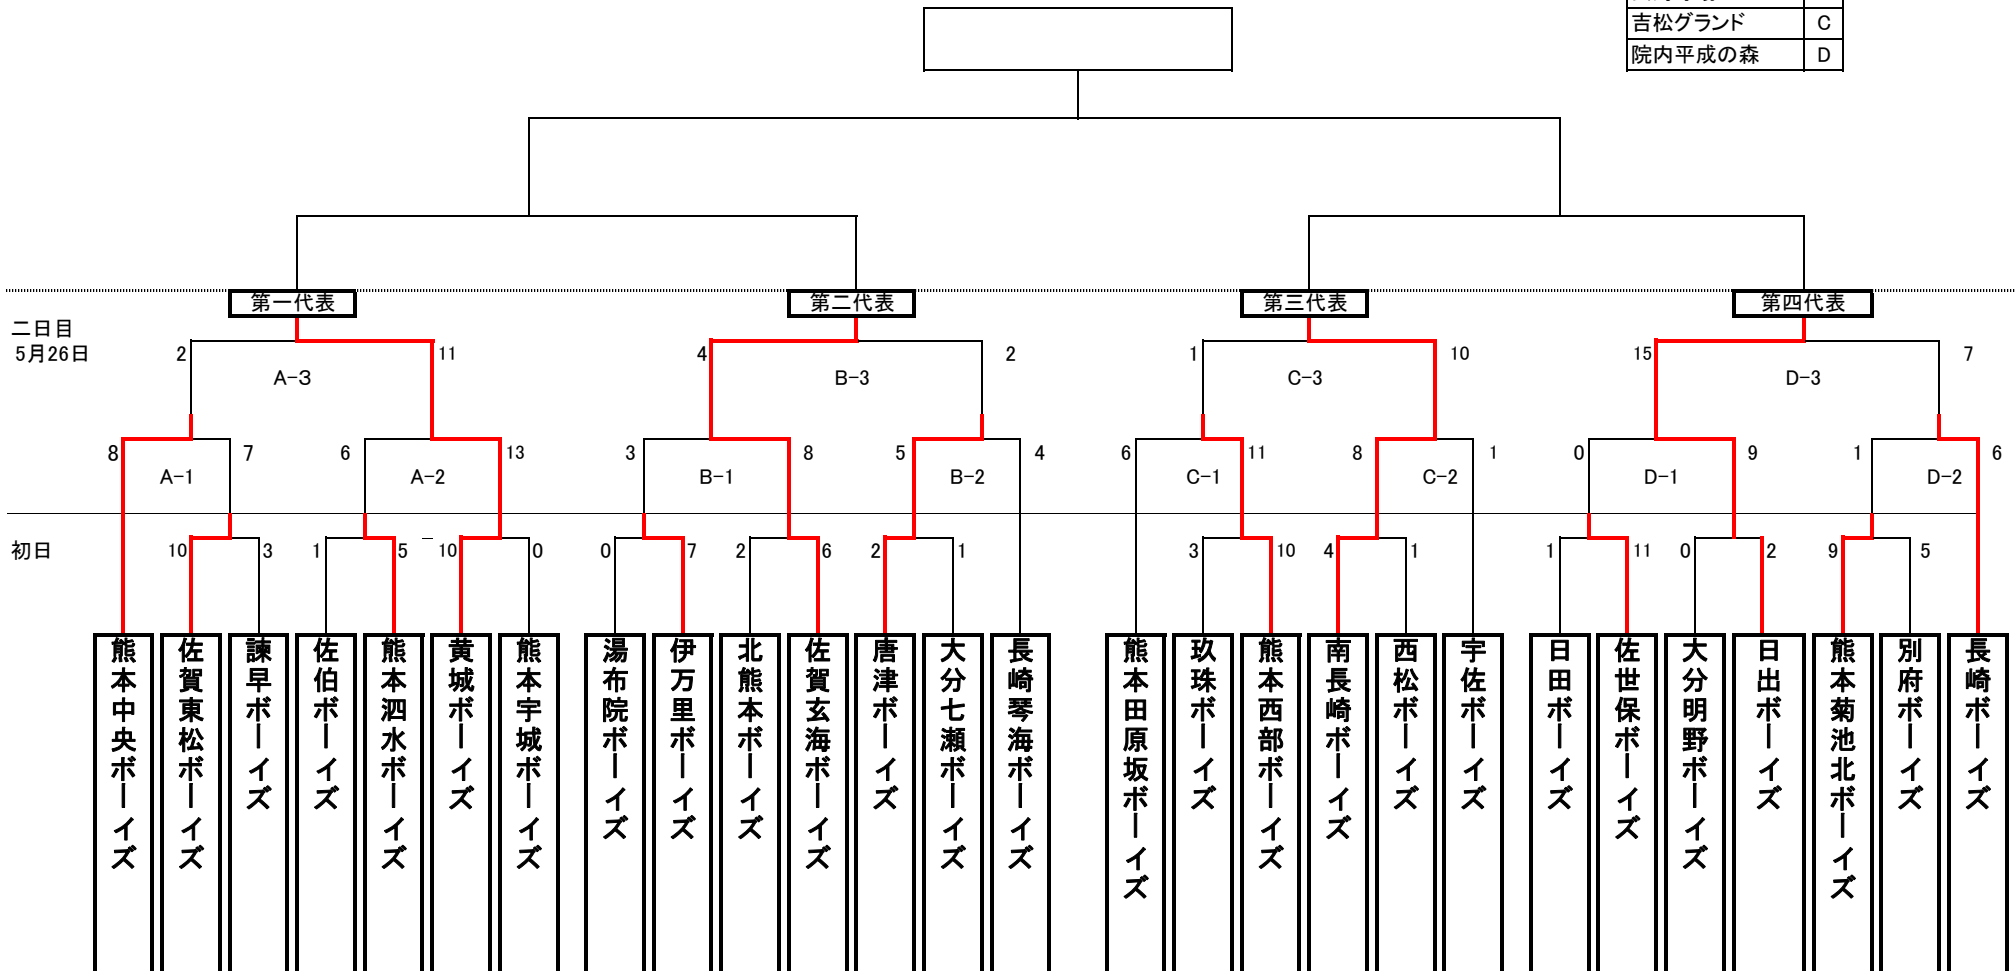 吉松グランド C
院内平成の森 D
第一代表 第二代表 第三代表 第四代表
二日目
5月26日
2 11 4 2 1 10 15 7
A-3 B-3 C-3 D-3
8 7 6 13 3 8 5 4 6 11 8 1 0 9 1 6
A-1 A-2 B-1 B-2 C-1 C-2 D-1 D-2
初日
10 3 1 5 - 10 0 0 7 2 6 2 1 3 10 4 1 1 11 0 2 9 5
熊本中央ボーイズ
佐賀東松ボーイズ
諫早ボーイズ
佐伯ボーイズ
熊本泗水ボーイズ
黄城ボーイズ
熊本宇城ボーイズ
湯布院ボーイズ
伊万里ボーイズ
北熊本ボーイズ
佐賀玄海ボーイズ
唐津ボーイズ
大分七瀬ボーイズ
長崎琴海ボーイズ
熊本田原坂ボーイズ
玖珠ボーイズ
熊本西部ボーイズ
南長崎ボーイズ
西松ボーイズ
宇佐ボーイズ
日田ボーイズ
佐世保ボーイズ
大分明野ボーイズ
日出ボーイズ
熊本菊池北ボーイズ
別府ボーイズ
長崎ボーイズ